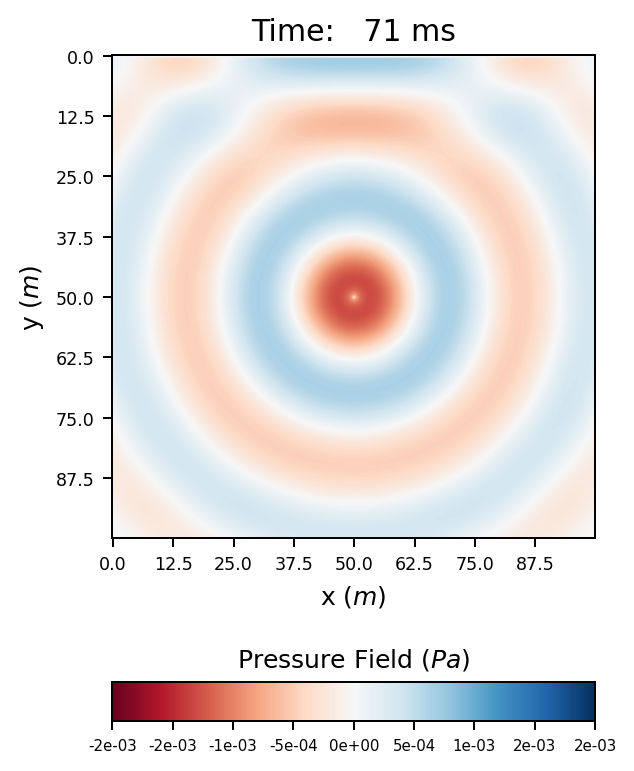 Time:   71 ms
0.0
12.5
25.0
37.5
50.0
62.5
75.0
87.5
y (m)
0.0 12.5 25.0 37.5 50.0 62.5 75.0 87.5
x (m)
Pressure Field (Pa)
-2e-03 -2e-03 -1e-03 -5e-04 0e+00 5e-04 1e-03 2e-03 2e-03